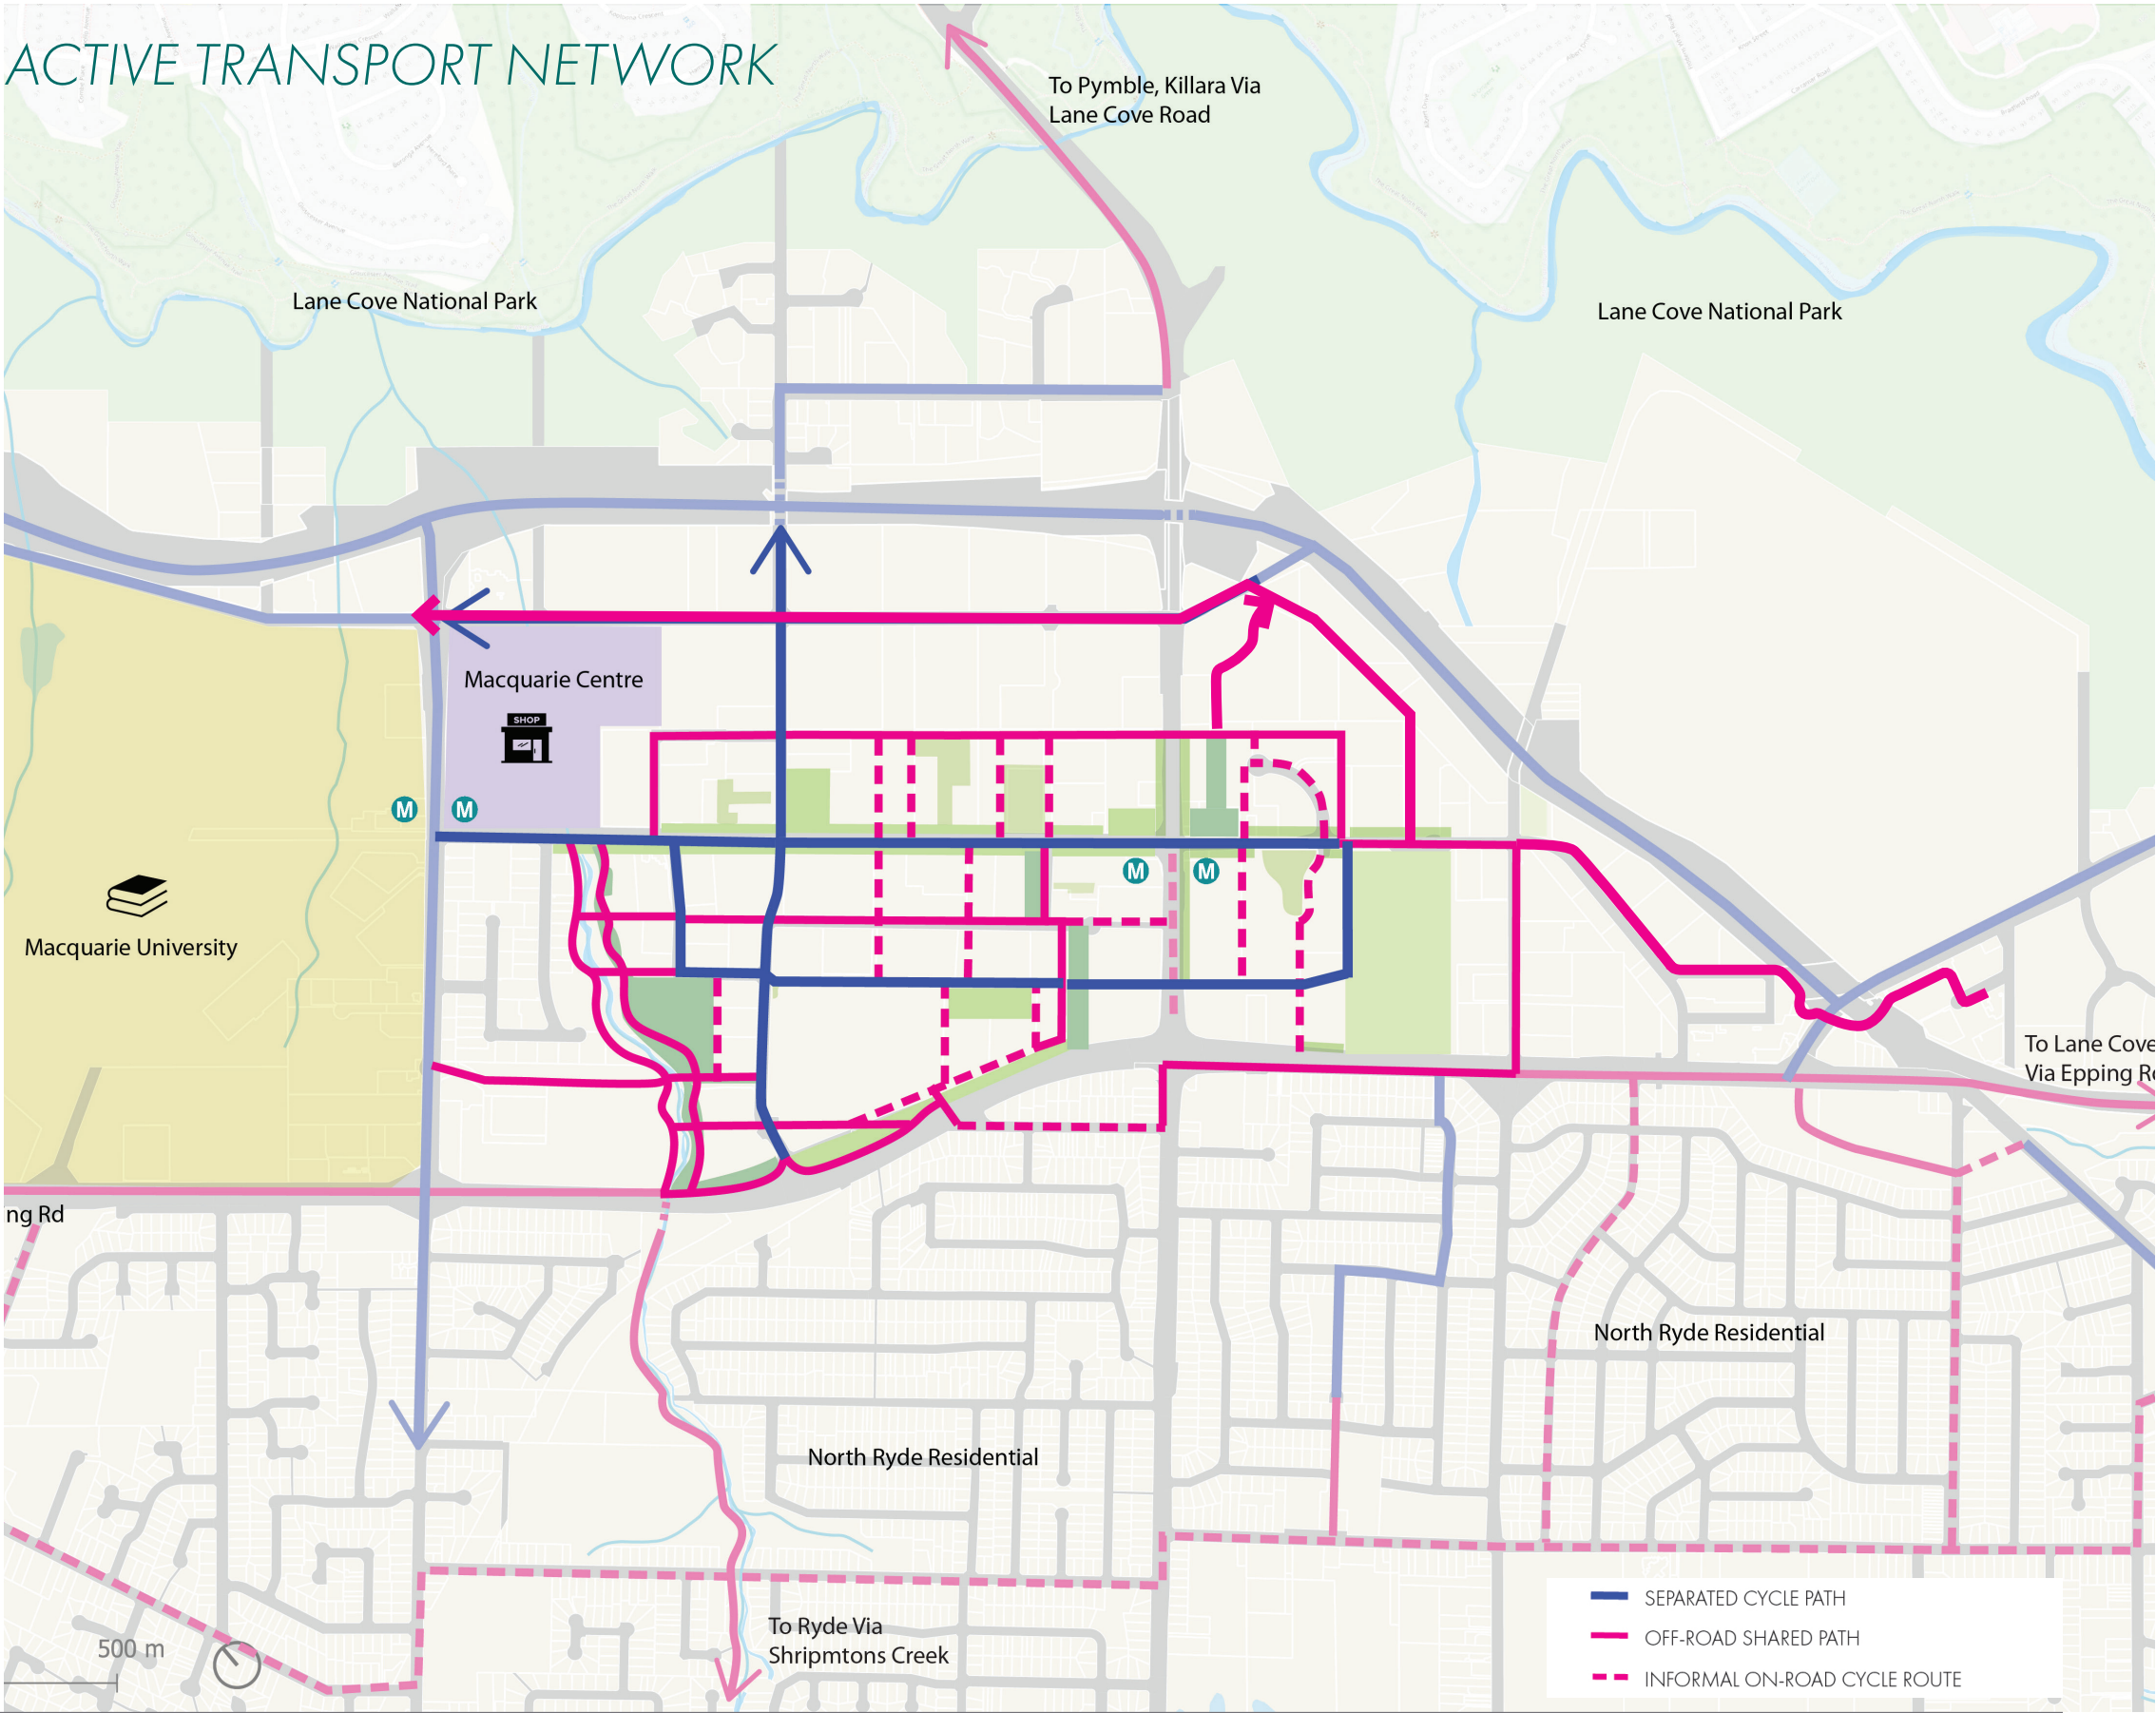 ACTIVE TRANSPORT NETWORK
To Pymble, Killara Via
Lane Cove Road
Lane Cove National Park
Lane Cove National Park
Macquarie Centre
SHOP
M
M
M
M
Macquarie University
To Lane Cove
Via Epping R
ng Rd
North Ryde Residential
North Ryde Residential
To Ryde Via
Shripmtons Creek
500 m
SEPARATED CYCLE PATH
OFF-ROAD SHARED PATH
INFORMAL ON-ROAD CYCLE ROUTE